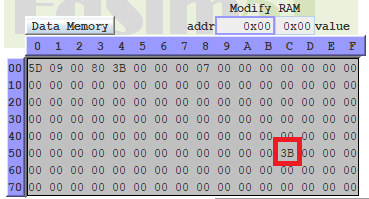 EdSim51
Modify RAM
Data Memory addr 0x00 0x00 value
0 1 2 3 4 5 6 7 8 9 A B C D E F
00 5D 09 00 80 3B 00 00 00 07 00 00 00 00 00 00 00
10 00 00 00 00 00 00 00 00 00 00 00 00 00 00 00 00
20 00 00 00 00 00 00 00 00 00 00 00 00 00 00 00 00
30 00 00 00 00 00 00 00 00 00 00 00 00 00 00 00 00
40 00 00 00 00 00 00 00 00 00 00 00 00 00 00 00 00
50 00 00 00 00 00 00 00 00 00 00 00 00 3B 00 00 00
60 00 00 00 00 00 00 00 00 00 00 00 00 00 00 00 00
70 00 00 00 00 00 00 00 00 00 00 00 00 00 00 00 00